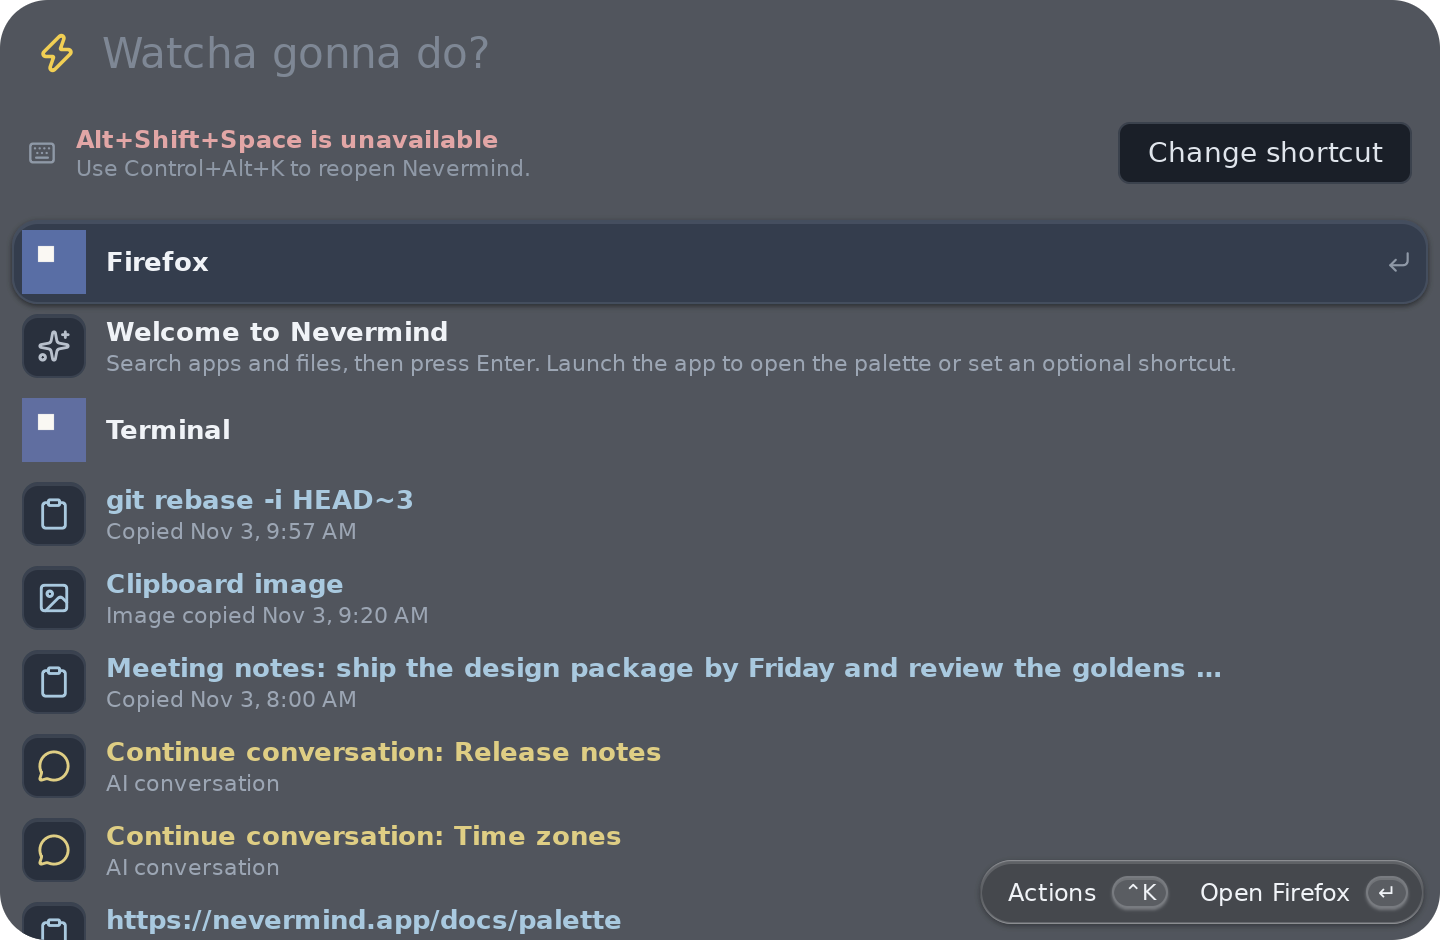 Watcha gonna do?
Alt+Shift+Space is unavailable
Use Control+Alt+K to reopen Nevermind.
Change shortcut
Firefox
Welcome to Nevermind
Search apps and files, then press Enter. Launch the app to open the palette or set an optional shortcut.
Terminal
git rebase -i HEAD~3
Copied Nov 3, 9:57 AM
Clipboard image
Image copied Nov 3, 9:20 AM
Meeting notes: ship the design package by Friday and review the goldens …
Copied Nov 3, 8:00 AM
Continue conversation: Release notes
AI conversation
Continue conversation: Time zones
AI conversation
Actions ^K Open Firefox ↵
https://nevermind.app/docs/palette